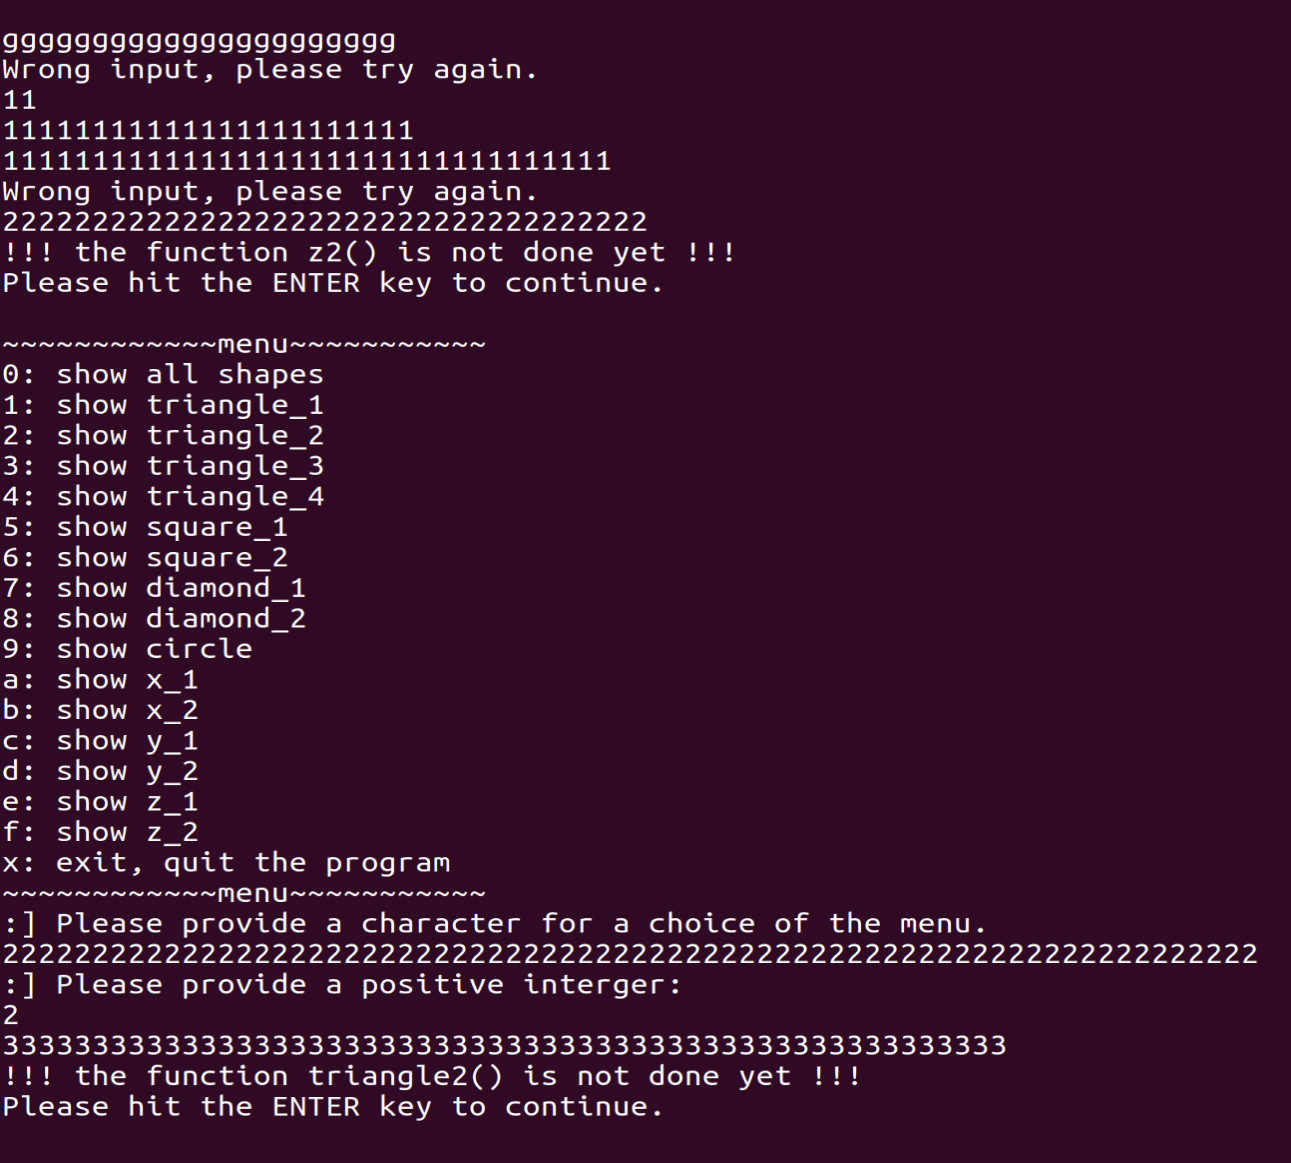 gggggggggggggggggggggg
Wrong input, please try again.
11
11111111111111111111111
1111111111111111111111111111111111
Wrong input, please try again.
222222222222222222222222222222222222
!!! the function z2() is not done yet !!!
Please hit the ENTER key to continue.
~~~~~~~~~~~~menu~~~~~~~~~~~
0: show all shapes
1: show triangle_1
2: show triangle_2
3: show triangle_3
4: show triangle_4
5: show square_1
6: show square_2
7: show diamond_1
8: show diamond_2
9: show circle
a: show x_1
b: show x_2
c: show y_1
d: show y_2
e: show z_1
f: show z_2
x: exit, quit the program
~~~~~~~~~~~~menu~~~~~~~~~~~
:] Please provide a character for a choice of the menu.
2222222222222222222222222222222222222222222222222222222222222222222222
:] Please provide a positive interger:
2
33333333333333333333333333333333333333333333333333333333
!!! the function triangle2() is not done yet !!!
Please hit the ENTER key to continue.